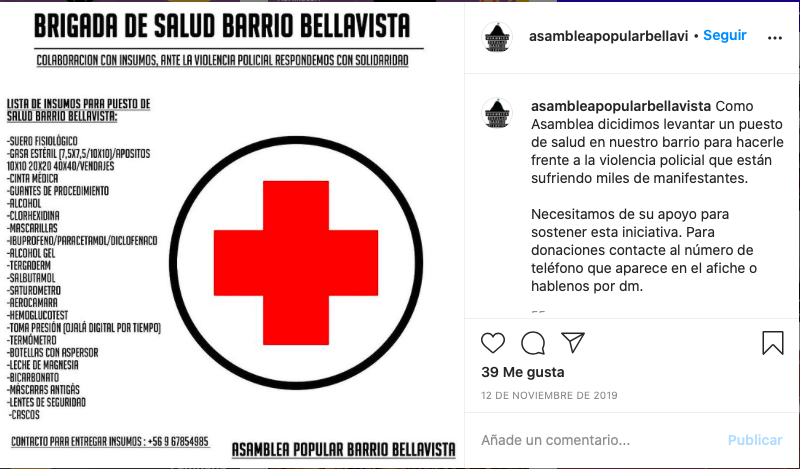 BRIGADA DE SALUD BARRIO BELLAVISTA
COLABORACION CON INSUMOS, ANTE LA VIOLENCIA POLICIAL RESPONDEMOS CON SOLIDARIDAD
LISTA DE INSUMOS PARA PUESTO DE
SALUD BARRIO BELLAVISTA:
-SUERO FISIOLÓGICO
-GASA ESTÉRIL (7,5X7,5/10X10)/APOSITOS
10X10 20X20 40X40/VENDAJES
-CINTA MÉDICA
-GUANTES DE PROCEDIMIENTO
-ALCOHOL
-CLORHEXIDINA
-MASCARILLAS
-IBUPROFENO/PARACETAMOL/DICLOFENACO
-ALCOHOL GEL
-TERGADERM
-SALBUTAMOL
-SATUROMETRO
-AEROCAMARA
-HEMOGLUCOTEST
-TOMA PRESIÓN (OJALÁ DIGITAL POR TIEMPO)
-TERMÓMETRO
-BOTELLAS CON ASPERSOR
-LECHE DE MAGNESIA
-BICARBONATO
-MÁSCARAS ANTIGÁS
-LENTES DE SEGURIDAD
-CASCOS
CONTACTO PARA ENTREGAR INSUMOS : +56 9 67854985
ASAMBLEA POPULAR BARRIO BELLAVISTA
asambleapopularbellavi • Seguir
asambleapopularbellavista Como
Asamblea dicidimos levantar un puesto
de salud en nuestro barrio para hacerle
frente a la violencia policial que están
sufriendo miles de manifestantes.
Necesitamos de su apoyo para
sostener esta iniciativa. Para
donaciones contacte al número de
teléfono que aparece en el afiche o
hablenos por dm.
39 Me gusta
12 DE NOVIEMBRE DE 2019
Añade un comentario...
Publicar